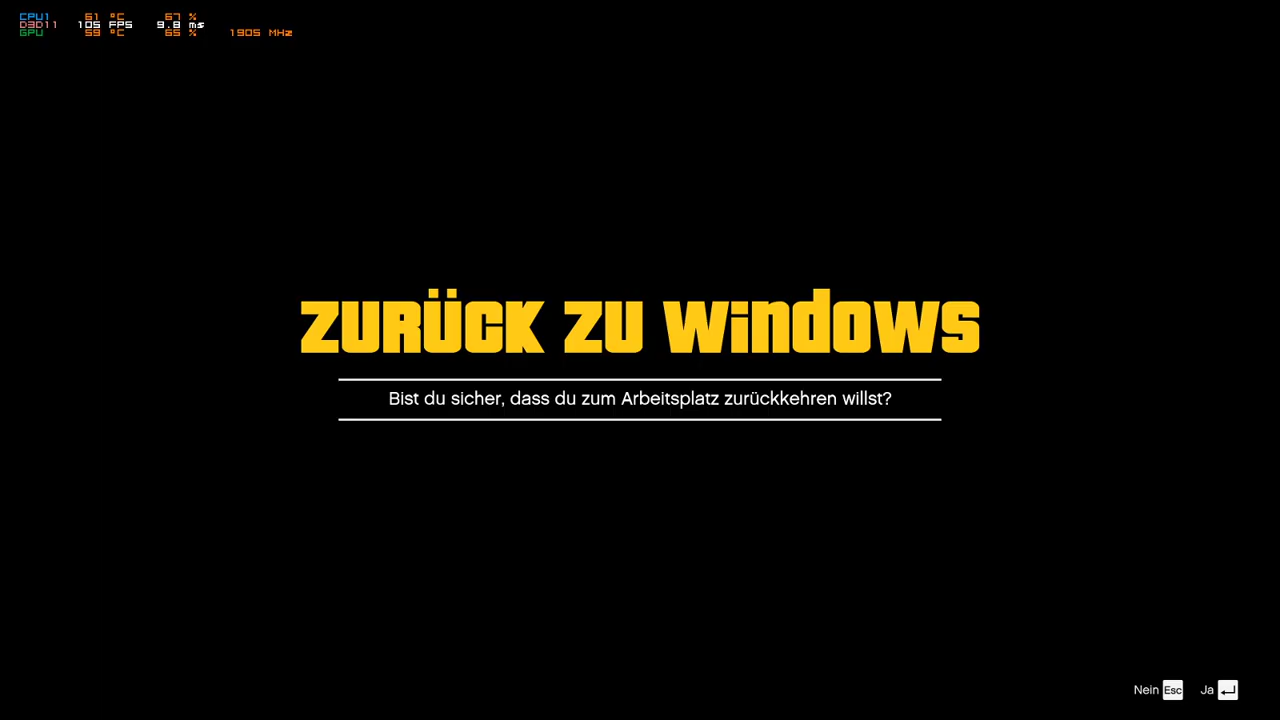 CPU1 61 °C 67 %
D3D11 105 FPS 9.8 ms
GPU 59 °C 65 % 1905 MHz
ZURÜCK ZU WINDOWS
Bist du sicher, dass du zum Arbeitsplatz zurückkehren willst?
Nein Esc Ja